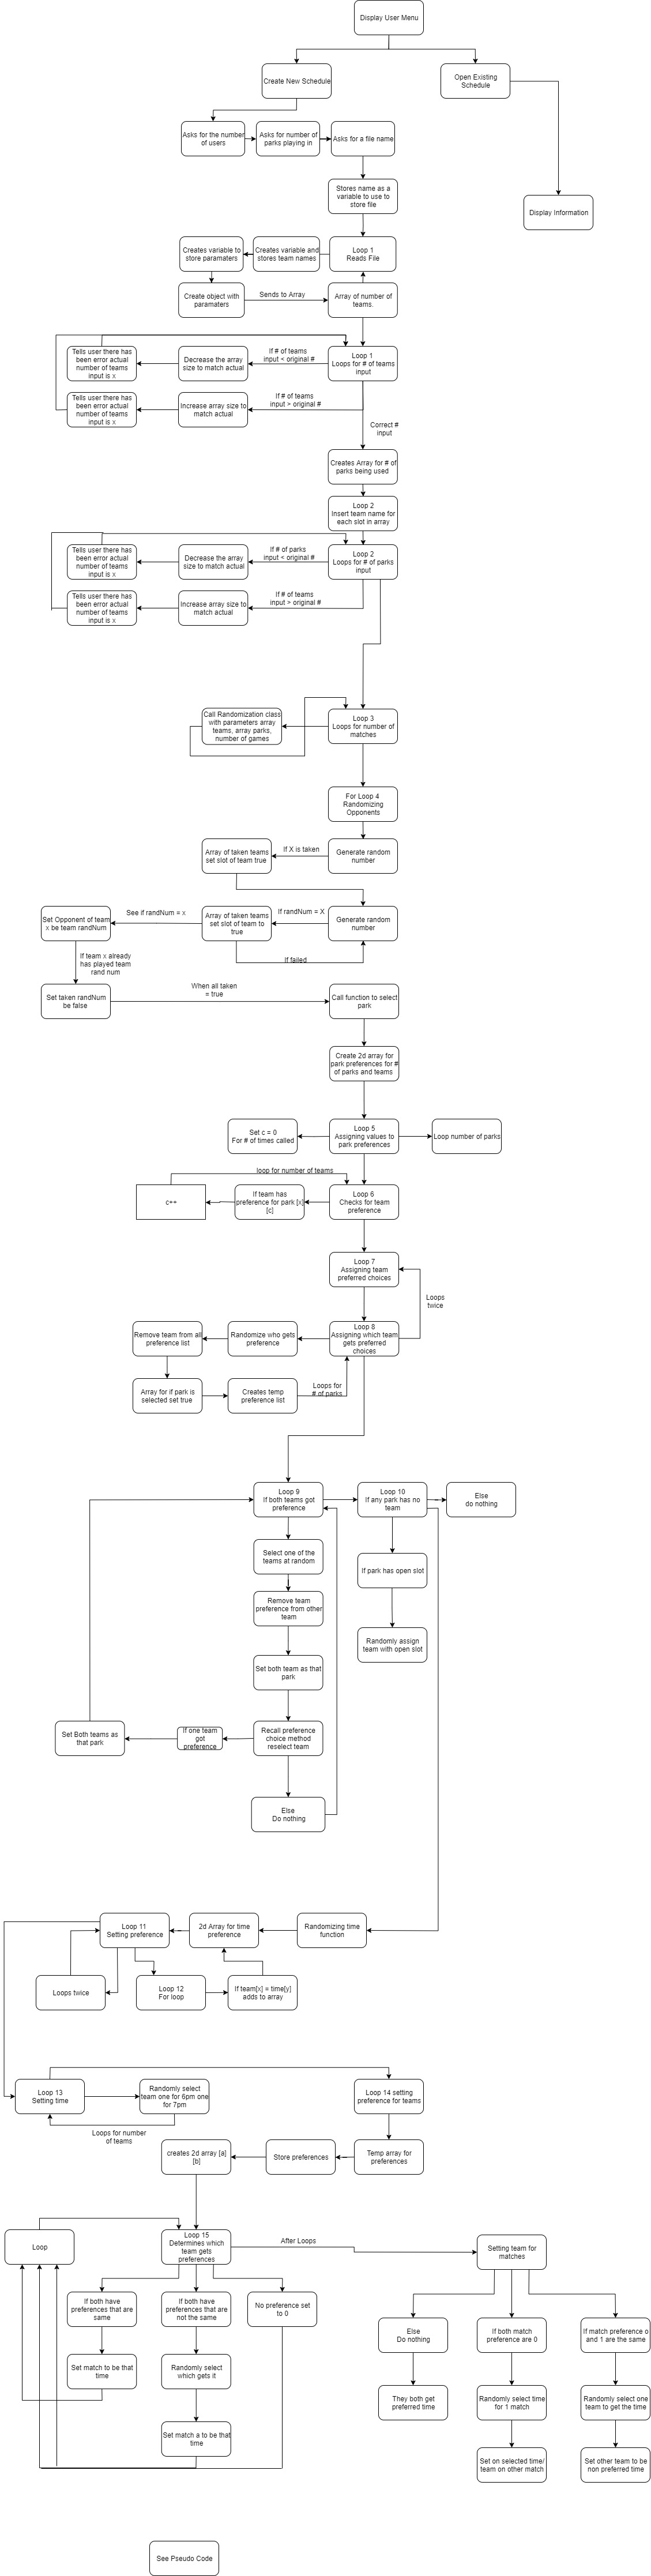 Display User Menu
Create New Schedule
Open Existing
Schedule
Asks for the number
of users
Asks for number of
parks playing in
Asks for a file name
Stores name as a
variable to use to
store file
Display Information
Creates variable to
store paramaters
Creates variable and
stores team names
Loop 1
Reads File
Create object with
paramaters
Sends to Array
Array of number of
teams.
Tells user there has
been error actual
number of teams
input is x
Decrease the array
size to match actual
If # of teams
input < original #
Loop 1
Loops for # of teams
input
Tells user there has
been error actual
number of teams
input is x
Increase array size to
match actual
If # of teams
input > original #
Correct #
input
Creates Array for # of
parks being used
Loop 2
Insert team name for
each slot in array
Tells user there has
been error actual
number of teams
input is x
Decrease the array
size to match actual
If # of parks
input < original #
Loop 2
Loops for # of parks
input
Tells user there has
been error actual
number of teams
input is x
Increase array size to
match actual
If # of teams
input > original #
Call Randomization class
with parameters array
teams, array parks,
number of games
Loop 3
Loops for number of
matches
For Loop 4
Randomizing
Opponents
Array of taken teams
set slot of team true
If X is taken
Generate random
number
Set Opponent of team
x be team randNum
See if randNum = x
Array of taken teams
set slot of team to
true
If randNum = X
Generate random
number
If failed
If team x already
has played team
rand num
Set taken randNum
be false
When all taken
= true
Call function to select
park
Create 2d array for
park preferences for #
of parks and teams
Set c = 0
For # of times called
Loop 5
Assigning values to
park preferences
Loop number of parks
loop for number of teams
c++
If team has
preference for park [x]
[c]
Loop 6
Checks for team
preference
Loop 7
Assigning team
preferred choices
Loops
twice
Remove team from all
preference list
Randomize who gets
preference
Loop 8
Assigning which team
gets preferred
choices
Array for if park is
selected set true
Creates temp
preference list
Loops for
# of parks
Loop 9
If both teams got
preference
Loop 10
If any park has no
team
Else
do nothing
Select one of the
teams at random
If park has open slot
Remove team
preference from other
team
Randomly assign
team with open slot
Set both team as that
park
Set Both teams as
that park
If one team
got
preference
Recall preference
choice method
reselect team
Else
Do nothing
Loop 11
Setting preference
2d Array for time
preference
Randomizing time
function
Loops twice
Loop 12
For loop
If team[x] = time[y]
adds to array
Loop 13
Setting time
Randomly select
team one for 6pm one
for 7pm
Loop 14 setting
preference for teams
Loops for number
of teams
creates 2d array [a]
[b]
Store preferences
Temp array for
preferences
Loop
Loop 15
Determines which
team gets
preferences
After Loops
Setting team for
matches
If both have
preferences that are
same
If both have
preferences that are
not the same
No preference set
to 0
Else
Do nothing
If both match
preference are 0
If match preference o
and 1 are the same
Set match to be that
time
Randomly select
which gets it
They both get
preferred time
Randomly select time
for 1 match
Randomly select one
team to get the time
Set match a to be that
time
Set on selected time/
team on other match
Set other team to be
non preferred time
See Pseudo Code